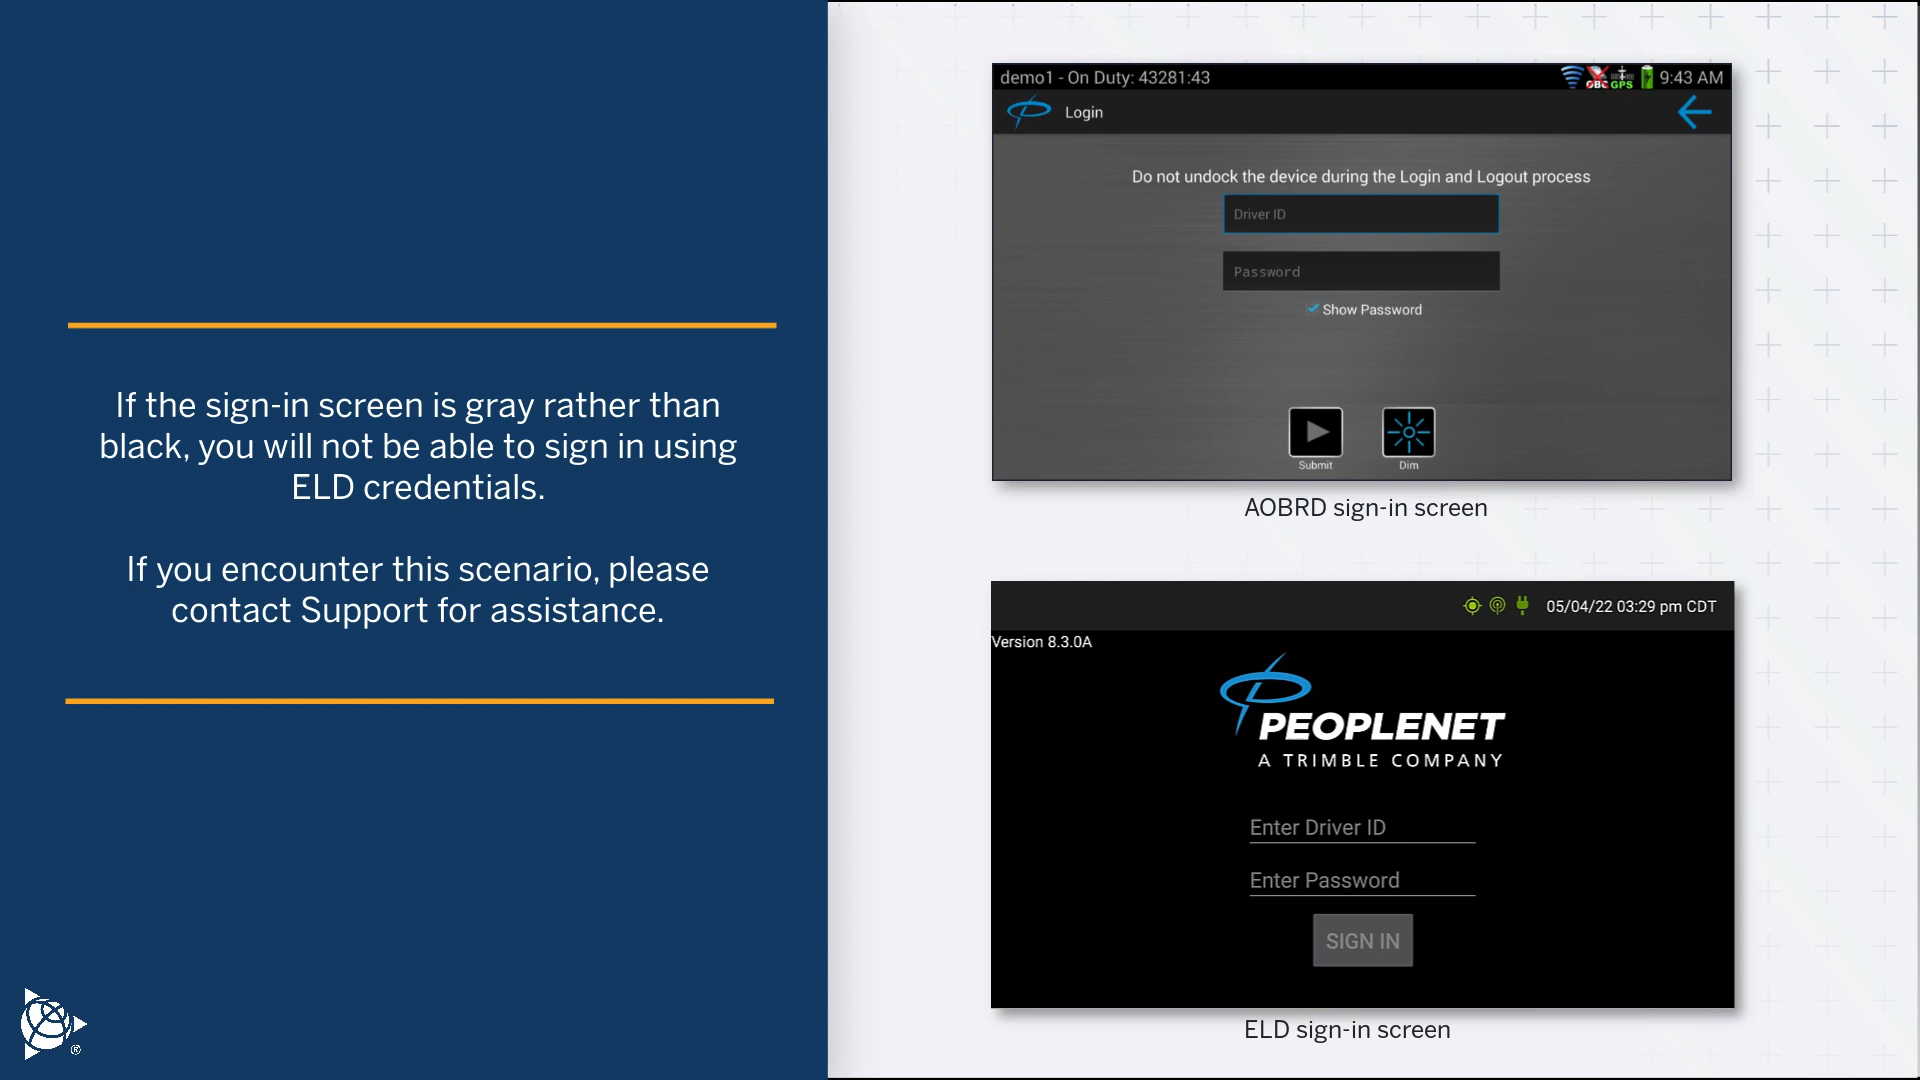 If the sign-in screen is gray rather than
black, you will not be able to sign in using
ELD credentials.
If you encounter this scenario, please
contact Support for assistance.
®
demo1 - On Duty: 43281:43
OBC GPS 9:43 AM
Login
Do not undock the device during the Login and Logout process
Driver ID
Password
Show Password
Submit
Dim
AOBRD sign-in screen
05/04/22 03:29 pm CDT
Version 8.3.0A
PEOPLENET
A TRIMBLE COMPANY
Enter Driver ID
Enter Password
SIGN IN
ELD sign-in screen